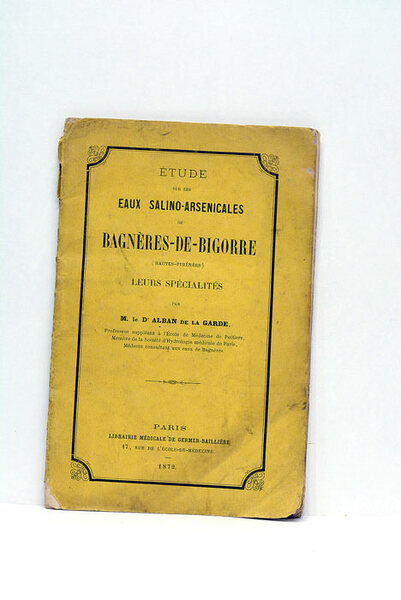 ÉTUDE
SUR LES
EAUX SALINO-ARSENICALES
DE
BAGNÈRES-DE-BIGORRE
(HAUTES-PYRÉNÉES)
LEURS SPÉCIALITÉS
PAR
M. le Dr ALBAN DE LA GARDE,
Professeur suppléant à l'École de Médecine de Poitiers,
Membre de la Société d'Hydrologie médicale de Paris,
Médecin consultant aux eaux de Bagnères
PARIS
LIBRAIRIE MÉDICALE DE GERMER-BAILLIÈRE
17, RUE DE L'ÉCOLE-DE-MÉDECINE
1872